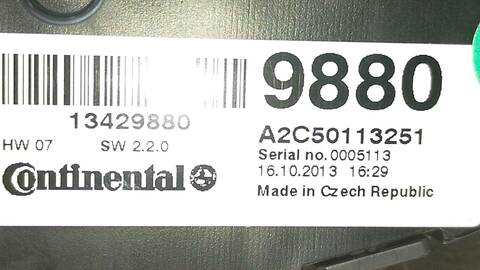 9880
13429880
HW 07 SW 2.2.0
Continental
A2C50113251
Serial no.0005113
16.10.2013 16:29
Made in Czech Republic